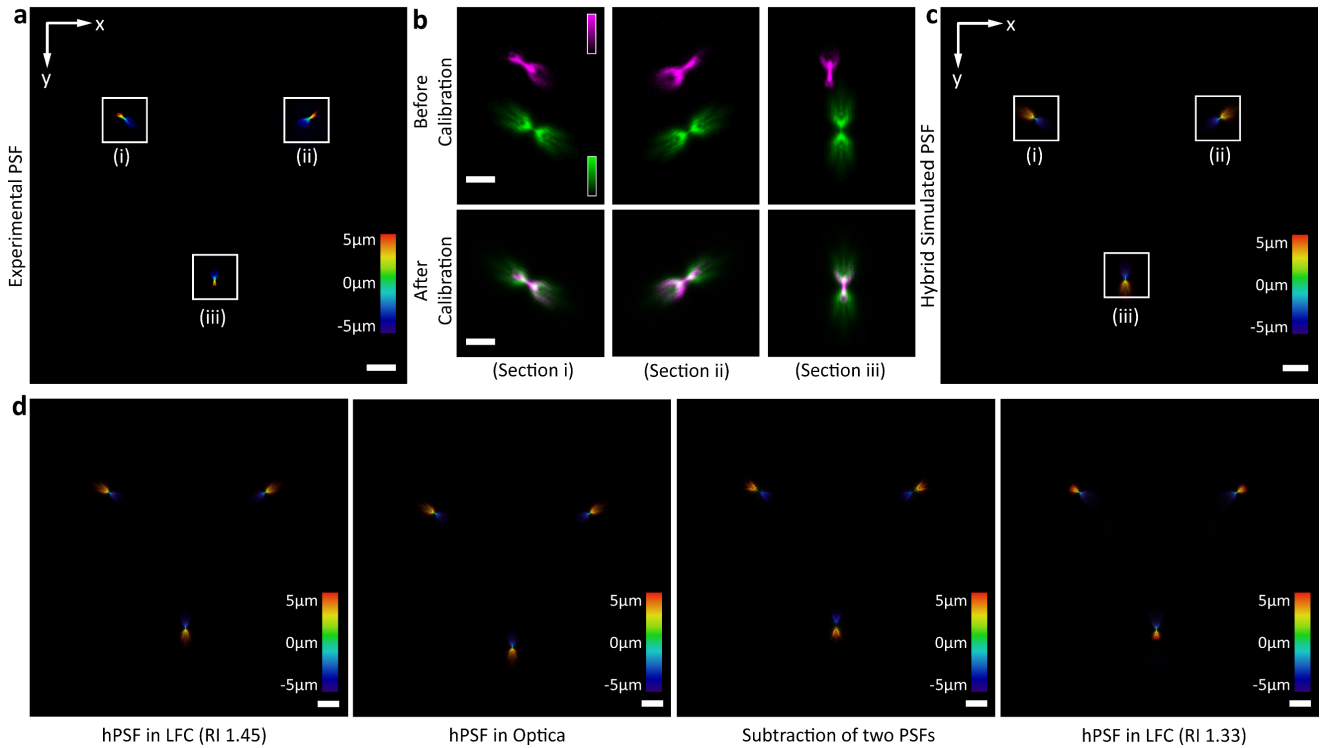 a
x
y
Experimental PSF
(i)
(ii)
(iii)
5μm
0μm
-5μm
b
Before
Calibration
After
Calibration
(Section i)
(Section ii)
(Section iii)
c
x
y
Hybrid Simulated PSF
(i)
(ii)
(iii)
5μm
0μm
-5μm
d
5μm
0μm
-5μm
hPSF in LFC (RI 1.45)
5μm
0μm
-5μm
hPSF in Optica
5μm
0μm
-5μm
Subtraction of two PSFs
5μm
0μm
-5μm
hPSF in LFC (RI 1.33)